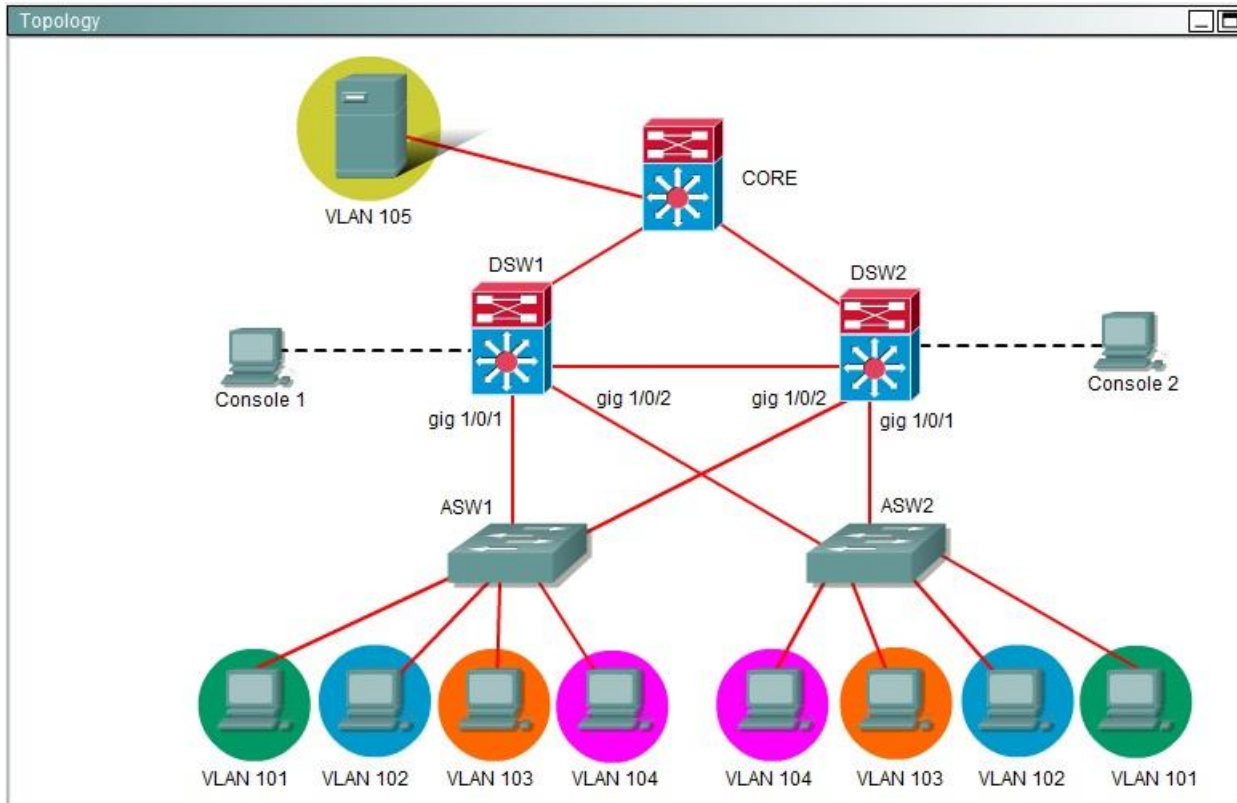 Topology
CORE
VLAN 105
DSW1
DSW2
Console 1
Console 2
gig 1/0/1
gig 1/0/2
gig 1/0/2
gig 1/0/1
ASW1
ASW2
VLAN 101
VLAN 102
VLAN 103
VLAN 104
VLAN 104
VLAN 103
VLAN 102
VLAN 101